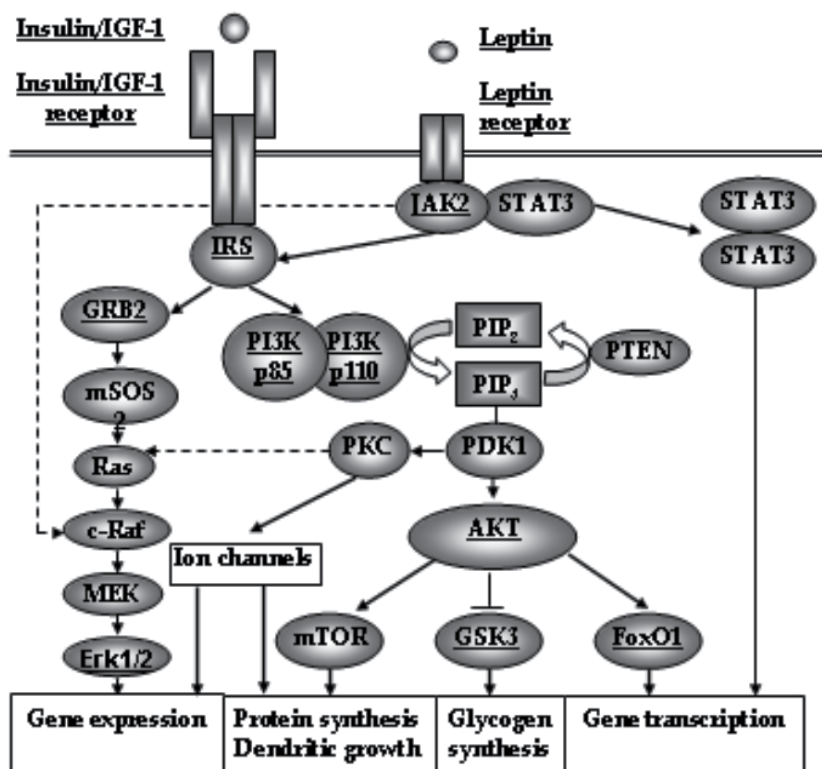 Insulin/IGF-1
Leptin
Insulin/IGF-1
receptor
Leptin
receptor
JAK2
STAT3
STAT3
STAT3
IRS
GRB2
PI3K
p85
PI3K
p110
PIP2
PTEN
mSOS
2
PIP3
PKC
PDK1
Ras
c-Raf
AKT
Ion channels
MEK
mTOR
GSK3
FoxO1
Erk1/2
Gene expression
Protein synthesis
Dendritic growth
Glycogen
synthesis
Gene transcription